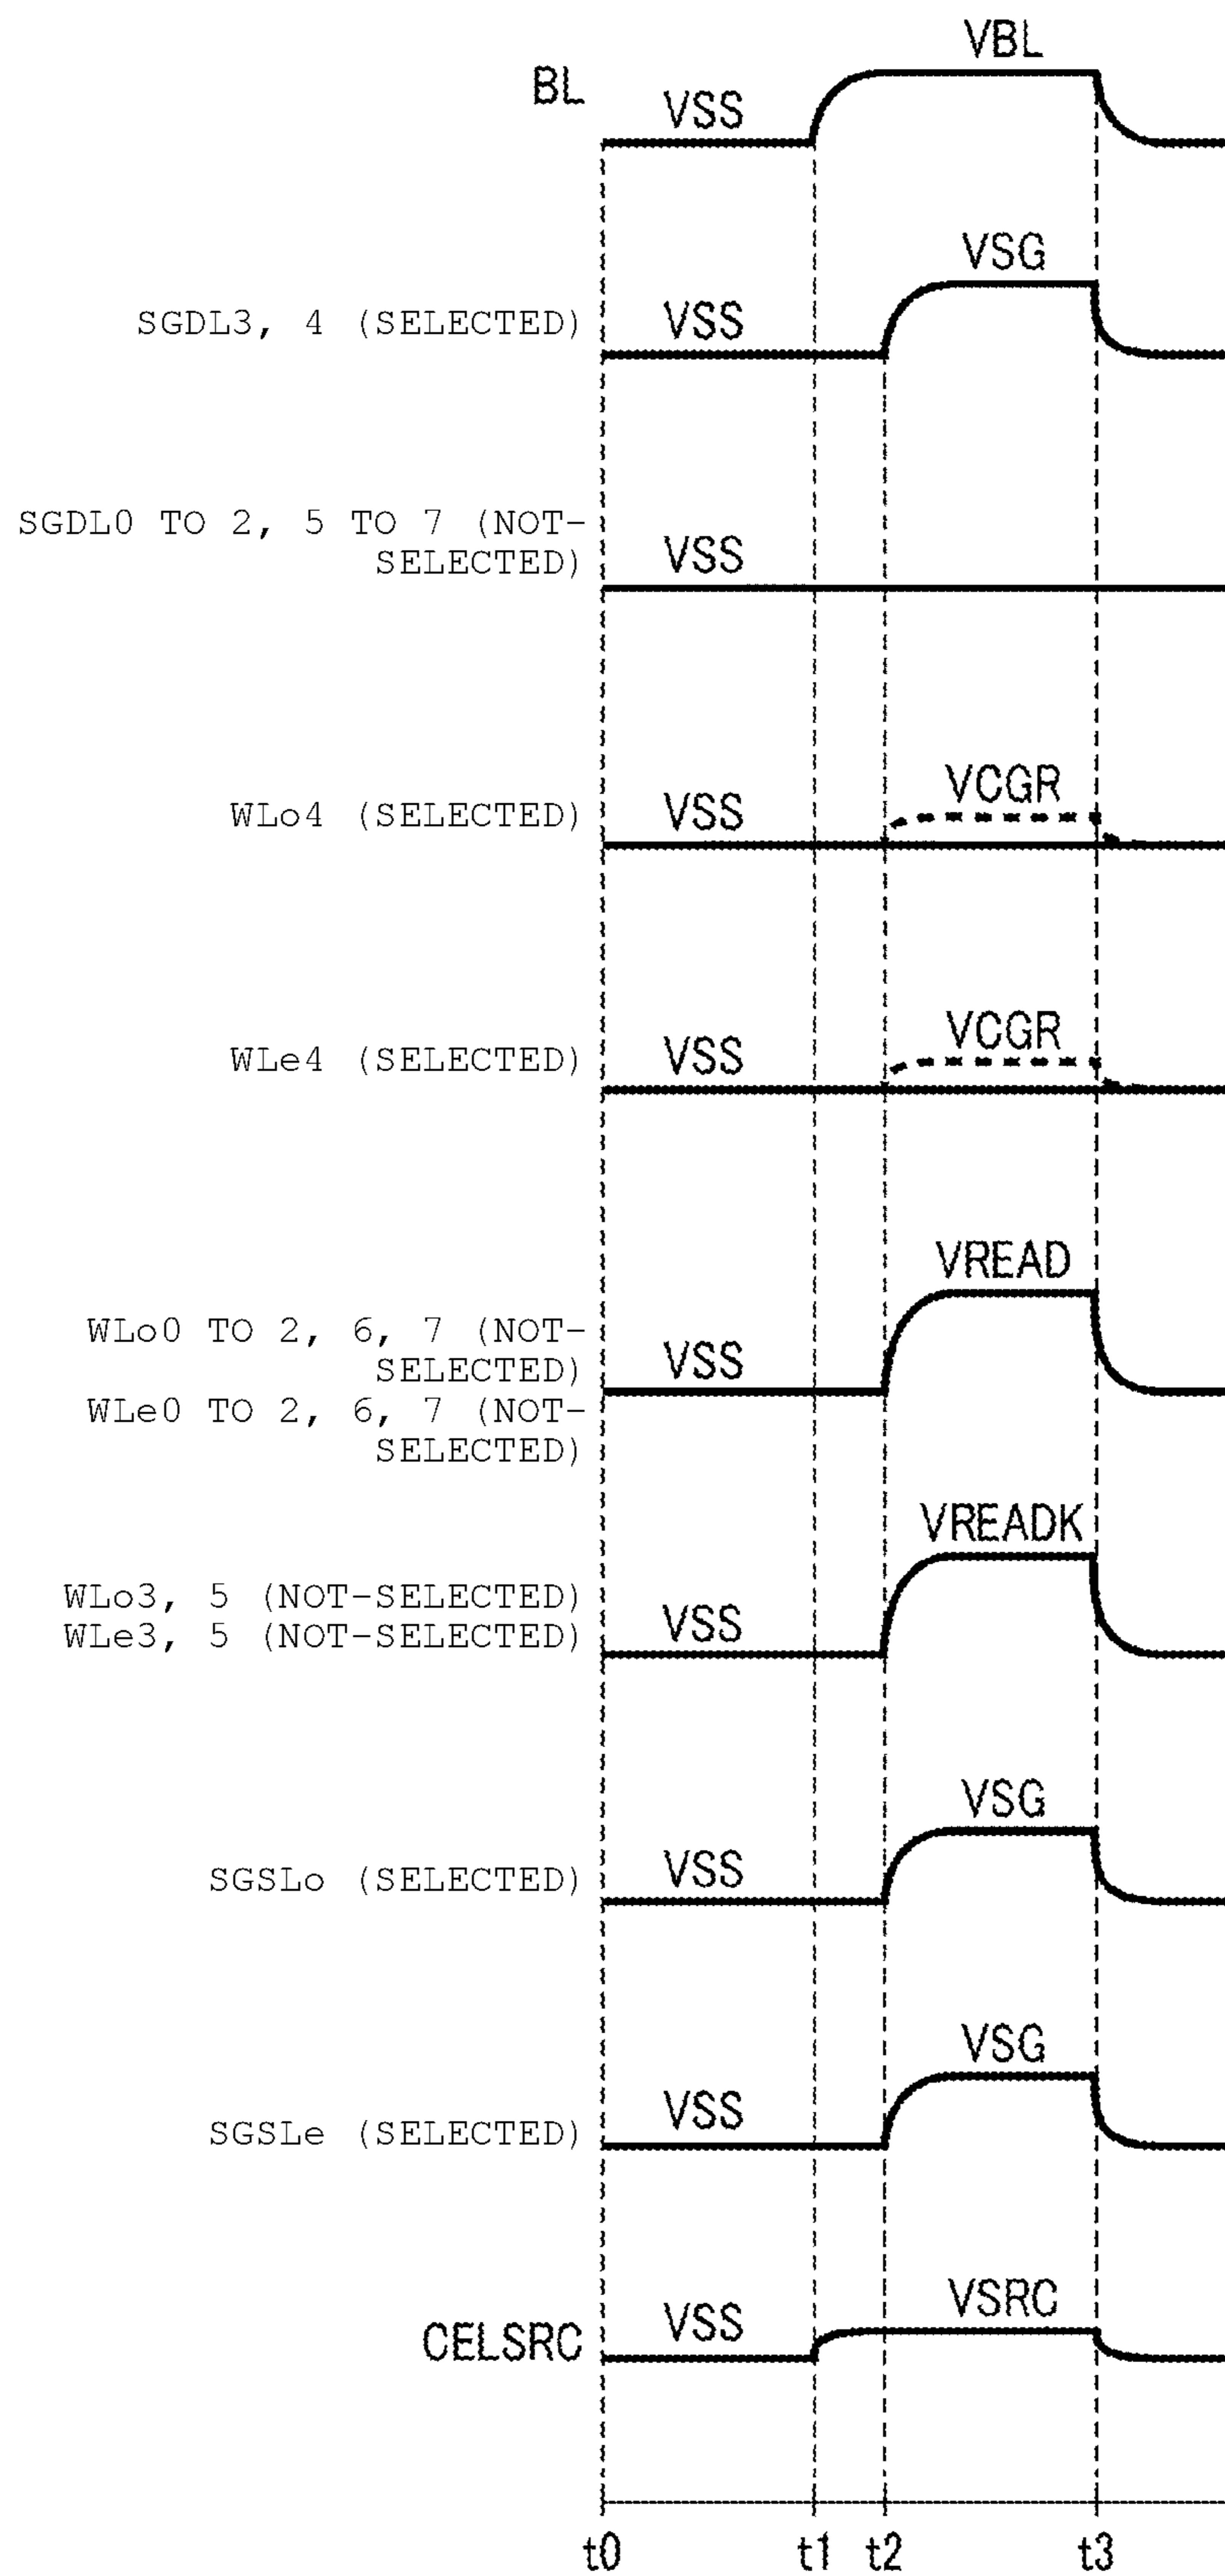 VBL
BL
VSS
VSG
SGDL3, 4 (SELECTED)
VSS
SGDL0 TO 2, 5 TO 7 (NOT-
SELECTED)
VSS
VCGR
WLo4 (SELECTED)
VSS
VCGR
WLe4 (SELECTED)
VSS
VREAD
WLo0 TO 2, 6, 7 (NOT-
SELECTED)
VSS
WLe0 TO 2, 6, 7 (NOT-
SELECTED)
VREADK
WLo3, 5 (NOT-SELECTED)
WLe3, 5 (NOT-SELECTED)
VSS
VSG
SGSLo (SELECTED)
VSS
VSG
SGSLe (SELECTED)
VSS
VSRC
CELSRC
VSS
t0 t1 t2 t3